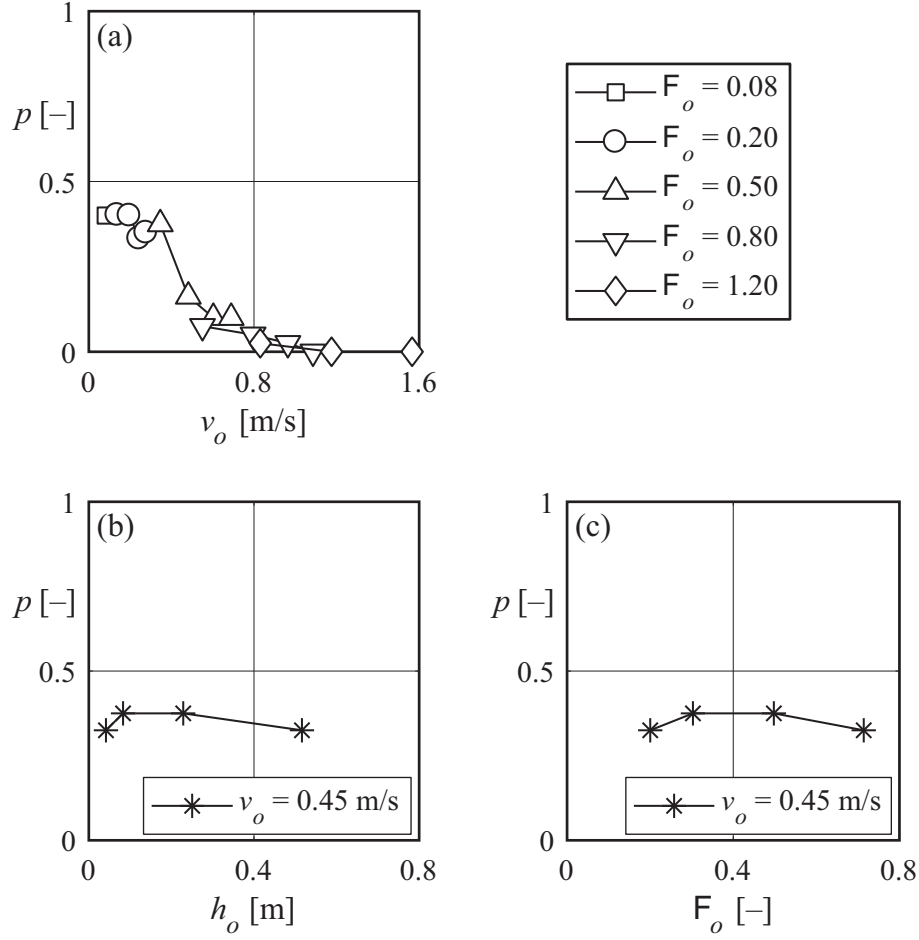 1
(a)
p [–]
0.5
0
0 0.8 1.6
v_o [m/s]
F_o = 0.08
F_o = 0.20
F_o = 0.50
F_o = 0.80
F_o = 1.20
1
(b)
p [–]
0.5
v_o = 0.45 m/s
0
0 0.4 0.8
h_o [m]
1
(c)
p [–]
0.5
v_o = 0.45 m/s
0
0 0.4 0.8
F_o [–]